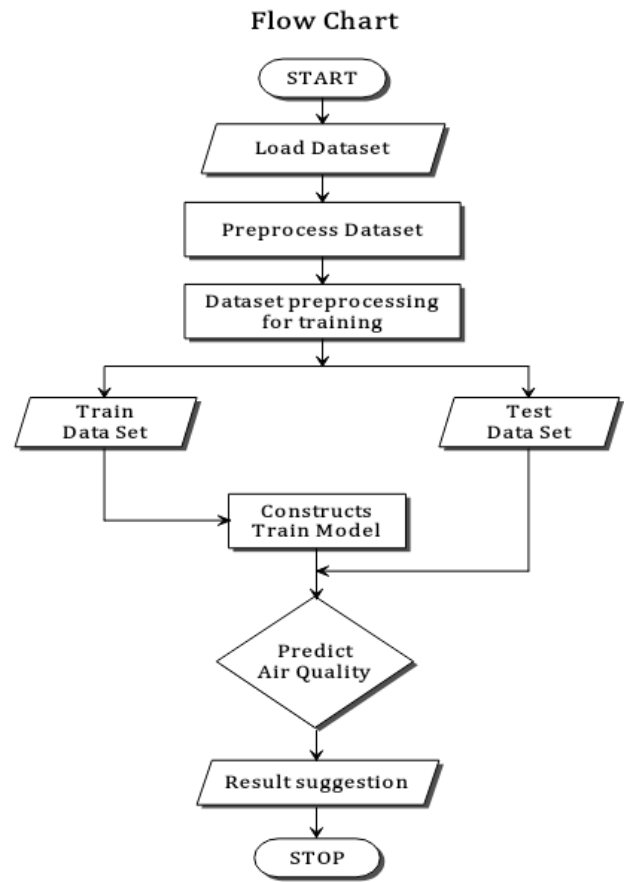 Flow Chart
START
Load Dataset
Preprocess Dataset
Dataset preprocessing
for training
Train
Data Set
Test
Data Set
Constructs
Train Model
Predict
Air Quality
Result suggestion
STOP